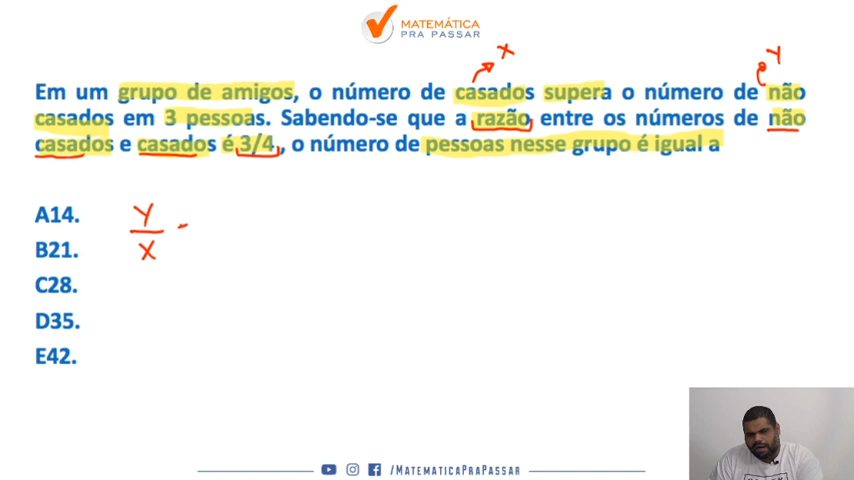 MATEMÁTICA
PRA PASSAR
X
Y
Em um grupo de amigos, o número de casados supera o número de não
casados em 3 pessoas. Sabendo-se que a razão, entre os números de não
casados e casados é 3/4, o número de pessoas nesse grupo é igual a
A14.
B21.
C28.
D35.
E42.
Y
X
/MATEMATICAPRAPASSAR